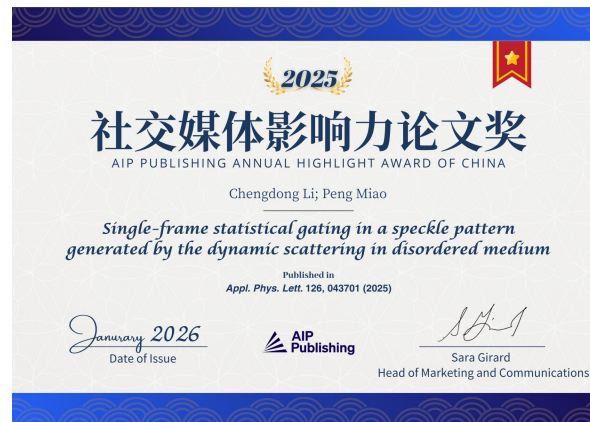 2025
社交媒体影响力论文奖
AIP PUBLISHING ANNUAL HIGHLIGHT AWARD OF CHINA
Chengdong Li; Peng Miao
Single-frame statistical gating in a speckle pattern
generated by the dynamic scattering in disordered medium
Published in
Appl. Phys. Lett. 126, 043701 (2025)
Janurary 2026
Date of Issue
AIP
Publishing
Sara Girard
Head of Marketing and Communications